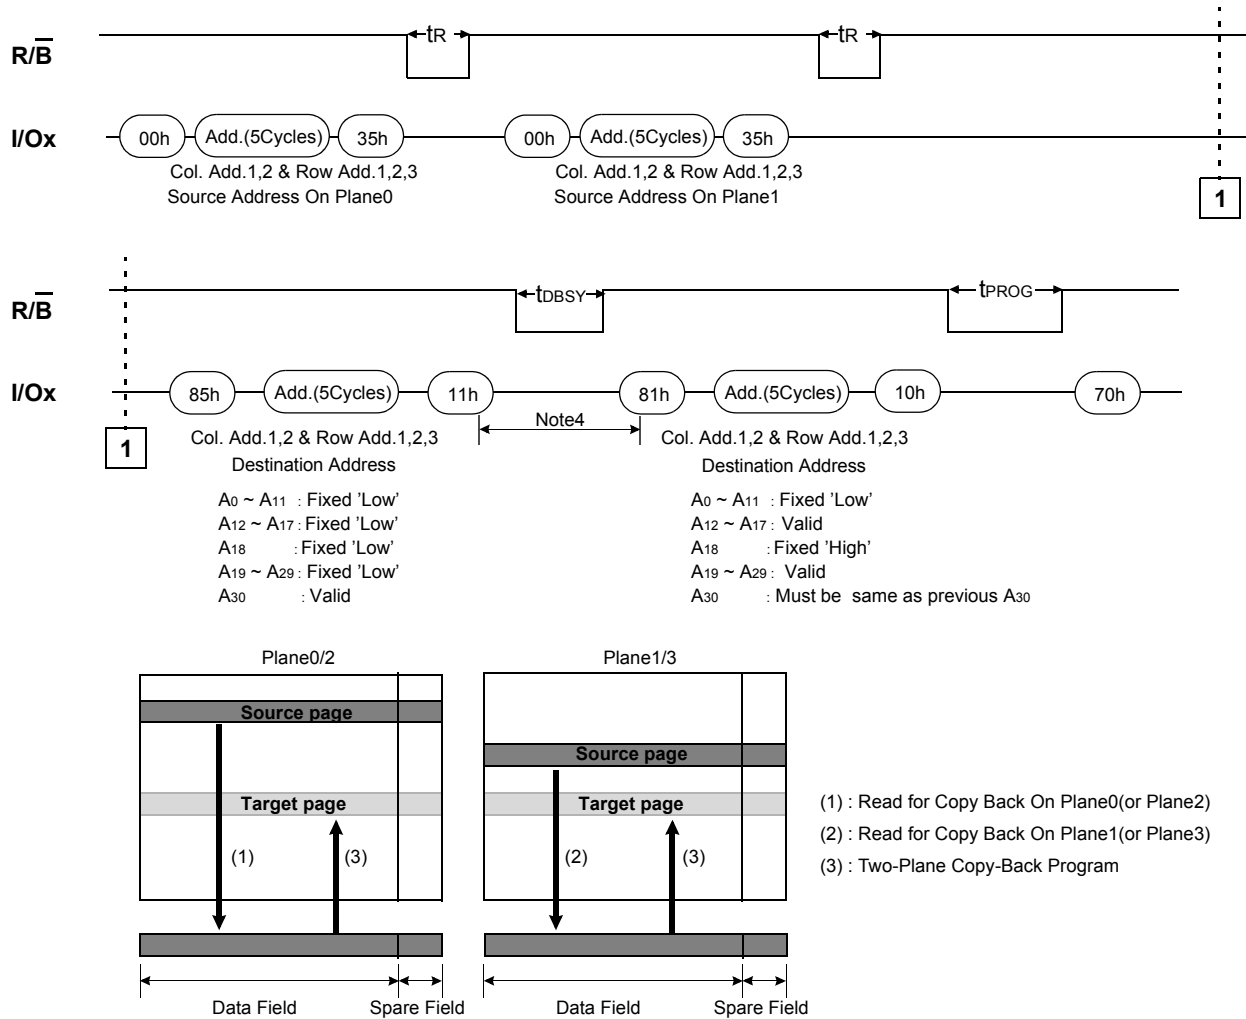 tR tR
R/B
I/Ox 00h Add.(5Cycles) 35h 00h Add.(5Cycles) 35h
Col. Add.1,2 & Row Add.1,2,3 Col. Add.1,2 & Row Add.1,2,3
Source Address On Plane0 Source Address On Plane1
1
tDBSY tPROG
R/B
I/Ox 85h Add.(5Cycles) 11h 81h Add.(5Cycles) 10h 70h
Note4
1
Col. Add.1,2 & Row Add.1,2,3 Col. Add.1,2 & Row Add.1,2,3
Destination Address Destination Address
A0 ~ A11 : Fixed 'Low' A0 ~ A11 : Fixed 'Low'
A12 ~ A17 : Fixed 'Low' A12 ~ A17 : Valid
A18 : Fixed 'Low' A18 : Fixed 'High'
A19 ~ A29 : Fixed 'Low' A19 ~ A29 : Valid
A30 : Valid A30 : Must be same as previous A30
Plane0/2 Plane1/3
Source page
Source page
Target page Target page
(1) : Read for Copy Back On Plane0(or Plane2)
(2) : Read for Copy Back On Plane1(or Plane3)
(1) (3) (2) (3)
(3) : Two-Plane Copy-Back Program
Data Field Spare Field Data Field Spare Field